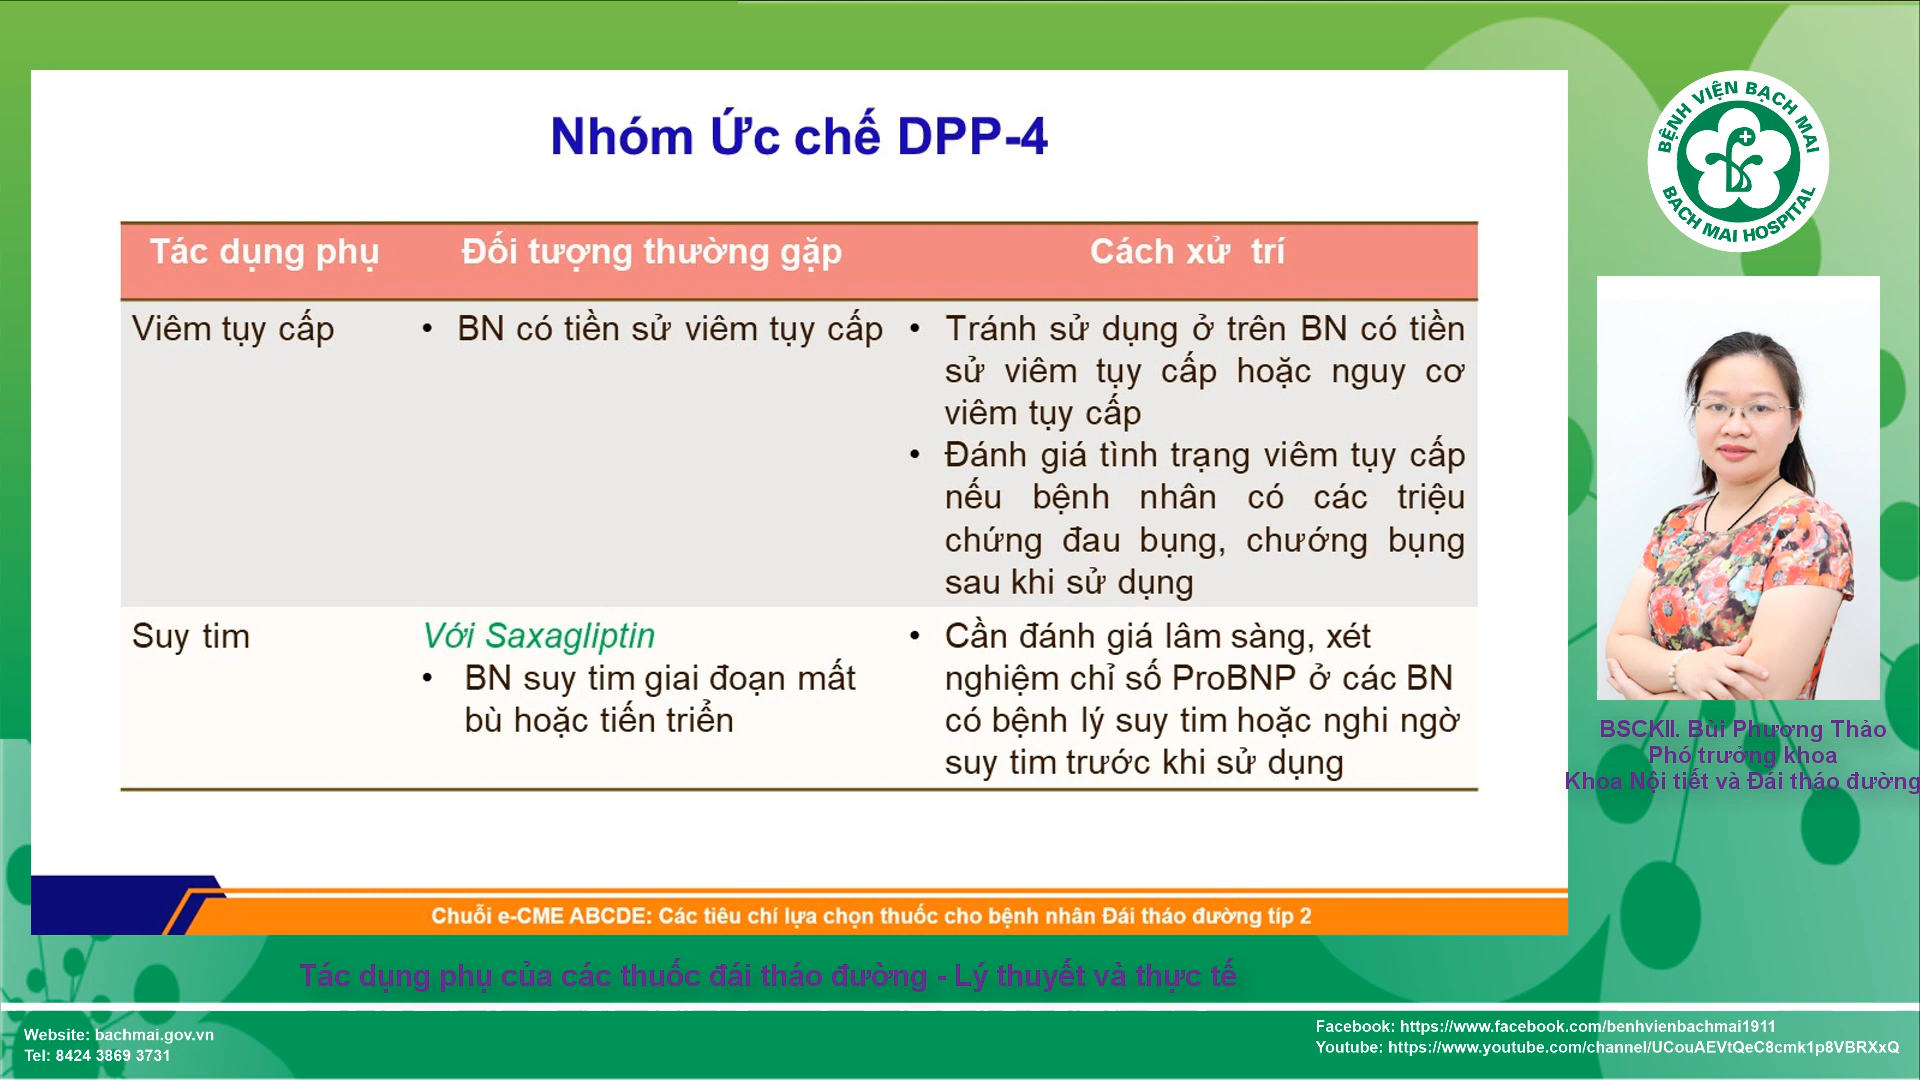 Nhóm Ức chế DPP-4
Tác dụng phụ
Đối tượng thường gặp
Cách xử trí
Viêm tụy cấp
• BN có tiền sử viêm tụy cấp
• Tránh sử dụng ở trên BN có tiền
sử viêm tụy cấp hoặc nguy cơ
viêm tụy cấp
• Đánh giá tình trạng viêm tụy cấp
nếu bệnh nhân có các triệu
chứng đau bụng, chướng bụng
sau khi sử dụng
Suy tim
Với Saxagliptin
• BN suy tim giai đoạn mất
bù hoặc tiến triển
• Cần đánh giá lâm sàng, xét
nghiệm chỉ số ProBNP ở các BN
có bệnh lý suy tim hoặc nghi ngờ
suy tim trước khi sử dụng
Chuỗi e-CME ABCDE: Các tiêu chí lựa chọn thuốc cho bệnh nhân Đái tháo đường típ 2
BỆNH VIỆN BẠCH MAI
BACH MAI HOSPITAL
BSCKII. Bùi Phương Thảo
Phó trưởng khoa
Khoa Nội tiết và Đái tháo đường
Tác dụng phụ của các thuốc đái tháo đường - Lý thuyết và thực tế
Website: bachmai.gov.vn
Tel: 8424 3869 3731
Facebook: https://www.facebook.com/benhvienbachmai1911
Youtube: https://www.youtube.com/channel/UCouAEVtQeC8cmk1p8VBRXxQ